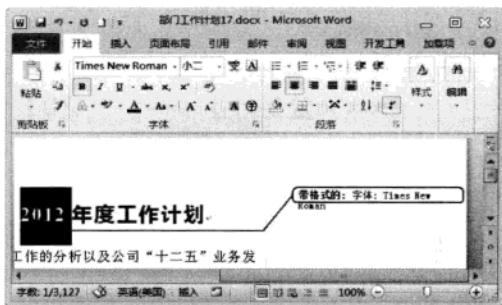 部门工作计划17.docx - Microsoft Word
文件 开始 插入 页面布局 引用 邮件 审阅 视图 开发工具 加载项
Times New Roman 小二
粘贴 样式 编辑
剪贴板 字体 段落
带格式的: 字体: Times New Roman
2012年度工作计划
工作的分析以及公司“十二五”业务发
字数: 1/3,127 英语(美国) 插入 100%